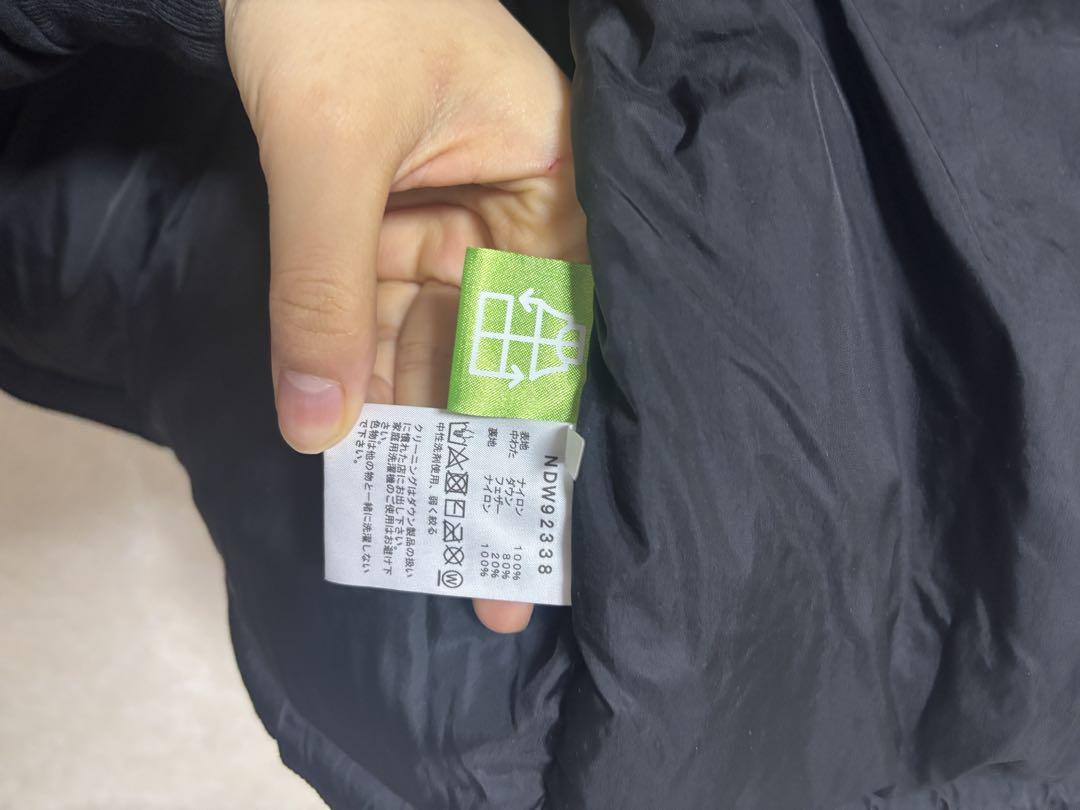 NDW92338
表地 ナイロン 100%
中わた ダウン 80%
フェザー 20%
裏地 ナイロン 100%
中性洗剤使用、弱く絞る
クリーニングはダウン製品の扱い
に慣れた店にお出し下さい。
家庭用洗濯機のご使用はお避け下
さい。
色物は他の物と一緒に洗濯しない
で下さい。